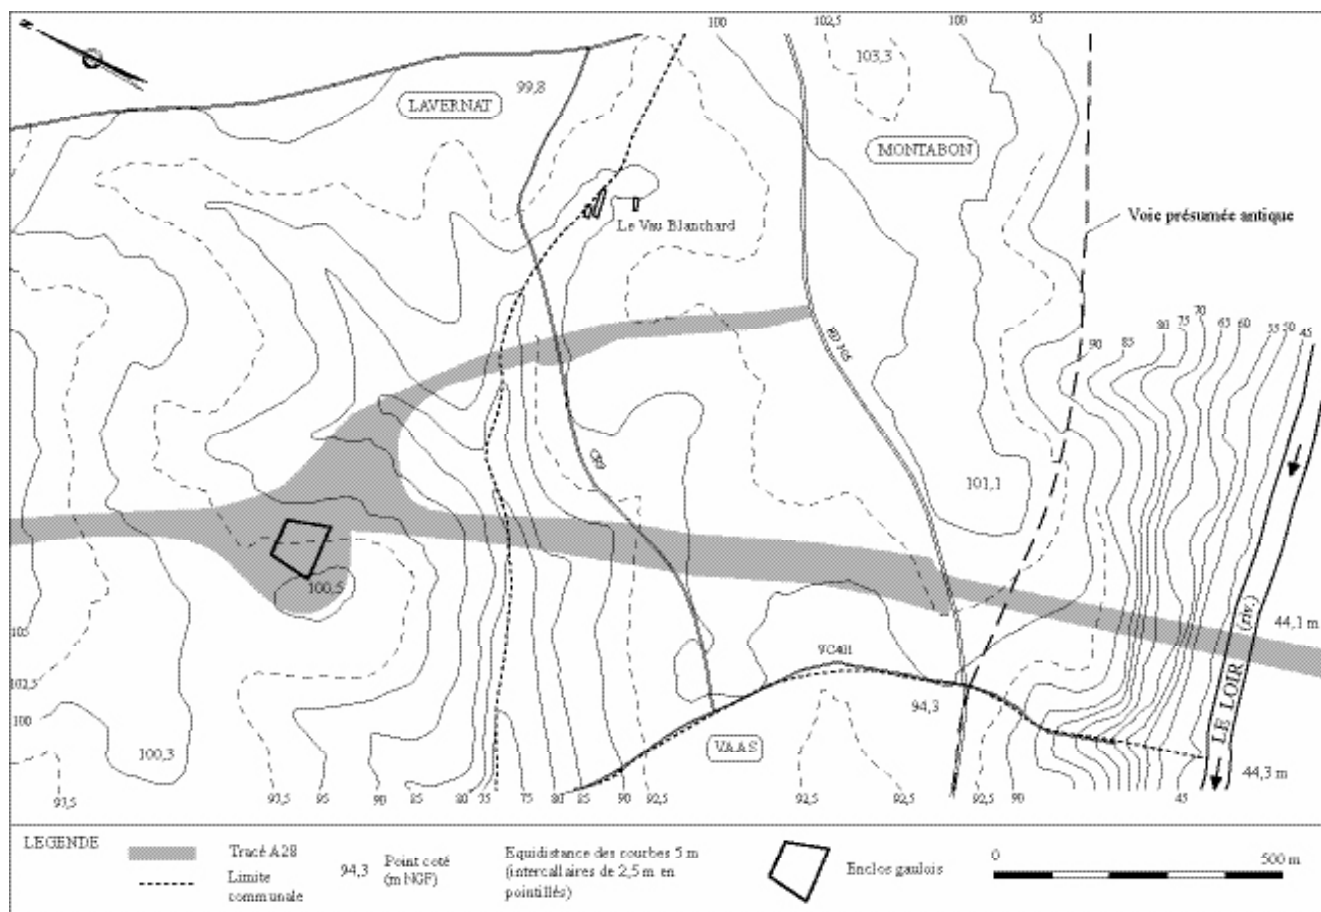 N
100
102,5
100
95
103,3
99,8
LAVERNAT
MONTABON
Voie présumée antique
Le Vau Blanchard
80
75
70
65
60
55
50
45
90
85
RD 305
CR9
101,1
100,5
105
102,5
100
100,3
VC401
94,3
VAAS
LE LOIR (riv.)
44,1 m
44,3 m
97,5
97,5
95
90
85
80
75
75
80
85
90
92,5
92,5
92,5
92,5
90
45
LEGENDE
Tracé A28
Limite
communale
94,3
Point coté
(m NGF)
Equidistance des courbes 5 m
(intercallaires de 2,5 m en
pointillés)
Enclos gaulois
0
500 m